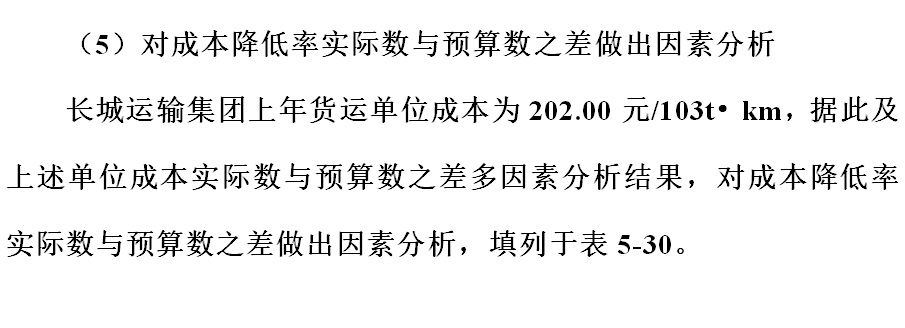 （5）对成本降低率实际数与预算数之差做出因素分析
长城运输集团上年货运单位成本为 202.00 元/103t• km，据此及
上述单位成本实际数与预算数之差多因素分析结果，对成本降低率
实际数与预算数之差做出因素分析，填列于表 5-30。